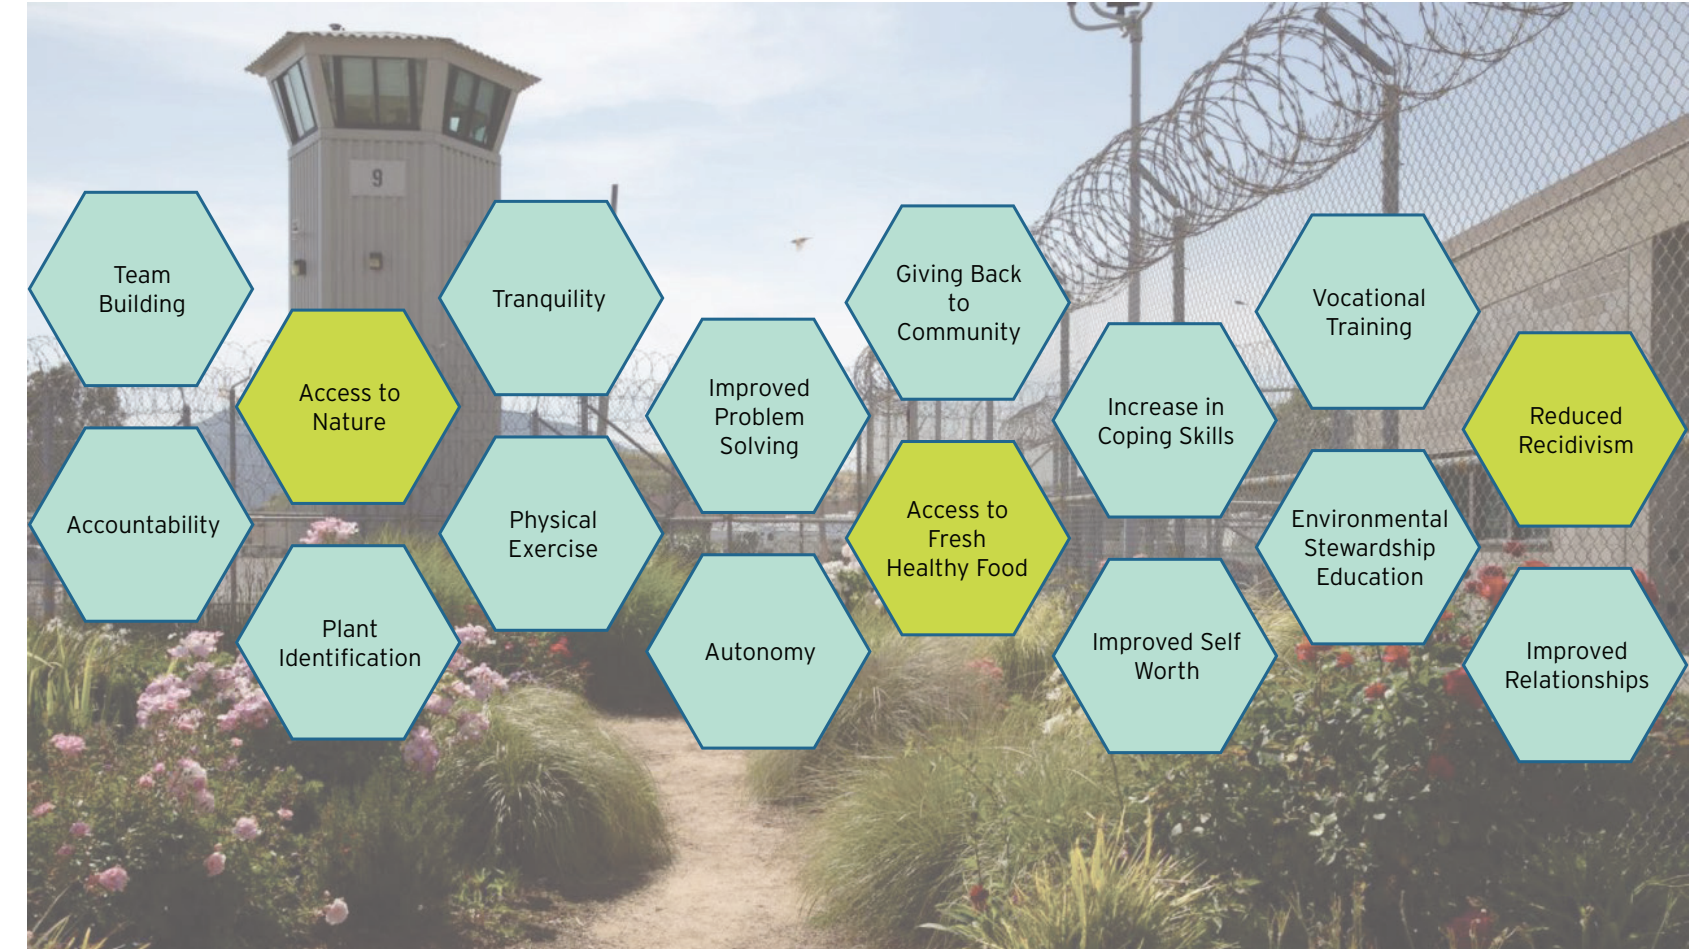 9
Team
Building
Tranquility
Giving Back
to
Community
Vocational
Training
Access to
Nature
Improved
Problem
Solving
Increase in
Coping Skills
Reduced
Recidivism
Accountability
Physical
Exercise
Access to
Fresh
Healthy Food
Environmental
Stewardship
Education
Plant
Identification
Autonomy
Improved Self
Worth
Improved
Relationships